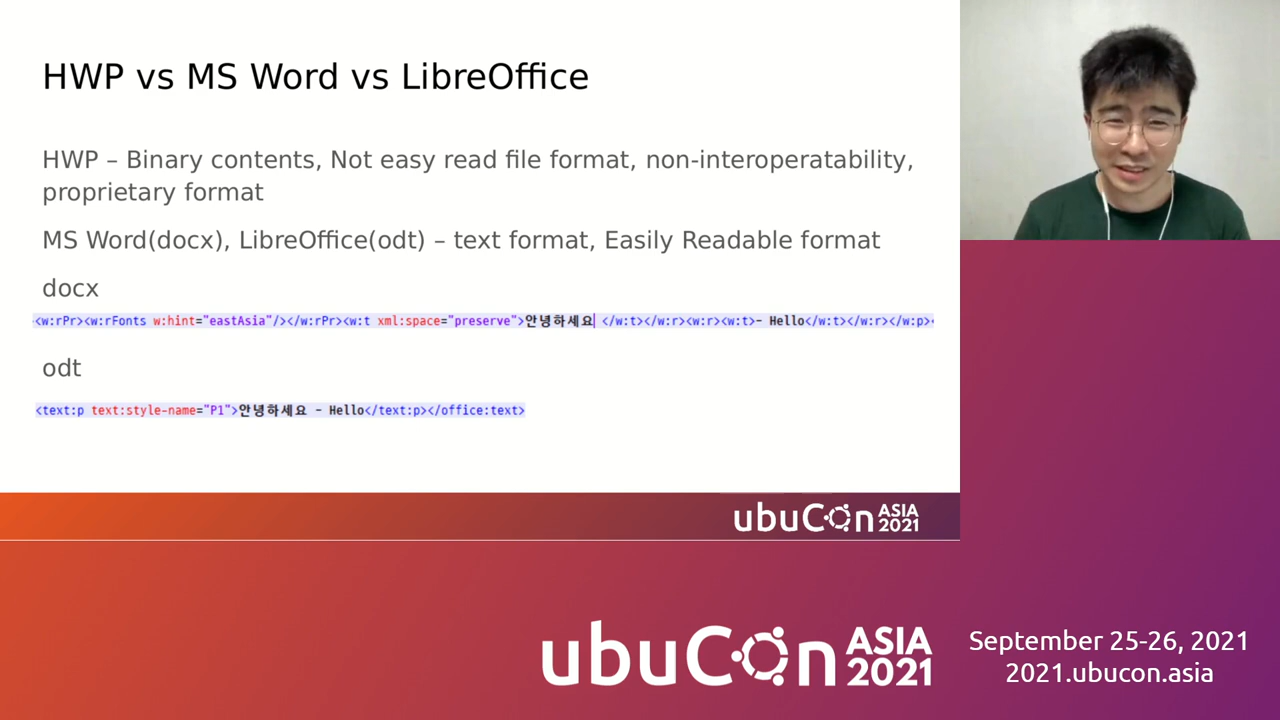 HWP vs MS Word vs LibreOffice
HWP – Binary contents, Not easy read file format, non-interoperatability,
proprietary format
MS Word(docx), LibreOffice(odt) – text format, Easily Readable format
docx
<w:rPr><w:rFonts w:hint="eastAsia"/></w:rPr><w:t xml:space="preserve">안녕하세요 </w:t></w:r><w:r><w:t>- Hello</w:t></w:r></w:p>
odt
<text:p text:style-name="P1">안녕하세요 - Hello</text:p></office:text>
ubuCon ASIA 2021
ubuCon ASIA 2021
September 25-26, 2021
2021.ubucon.asia